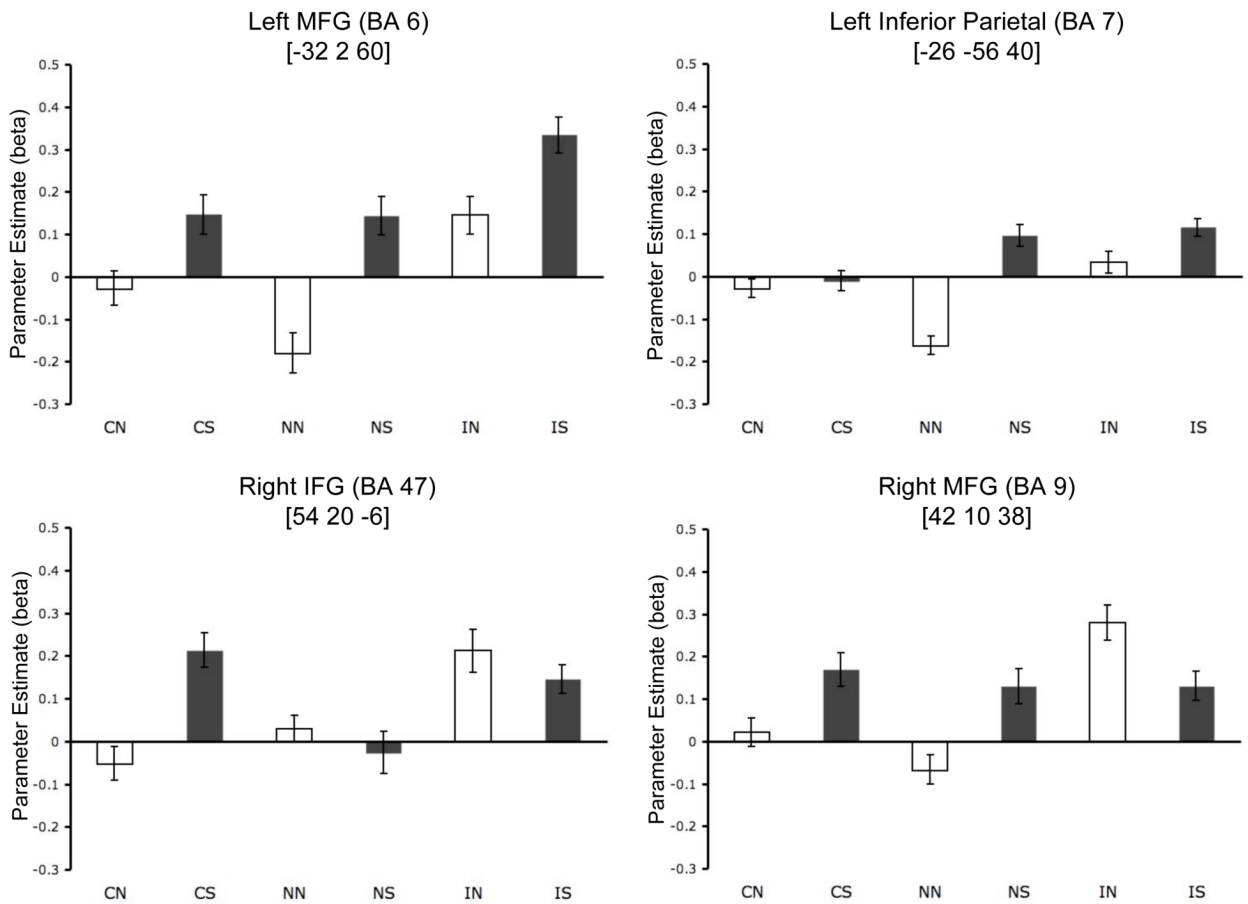 Left MFG (BA 6)
[-32 2 60]
Parameter Estimate (beta)
0.5
0.4
0.3
0.2
0.1
0
-0.1
-0.2
-0.3
CN CS NN NS IN IS
Left Inferior Parietal (BA 7)
[-26 -56 40]
Parameter Estimate (beta)
0.5
0.4
0.3
0.2
0.1
0
-0.1
-0.2
-0.3
CN CS NN NS IN IS
Right IFG (BA 47)
[54 20 -6]
Parameter Estimate (beta)
0.5
0.4
0.3
0.2
0.1
0
-0.1
-0.2
-0.3
CN CS NN NS IN IS
Right MFG (BA 9)
[42 10 38]
Parameter Estimate (beta)
0.5
0.4
0.3
0.2
0.1
0
-0.1
-0.2
-0.3
CN CS NN NS IN IS